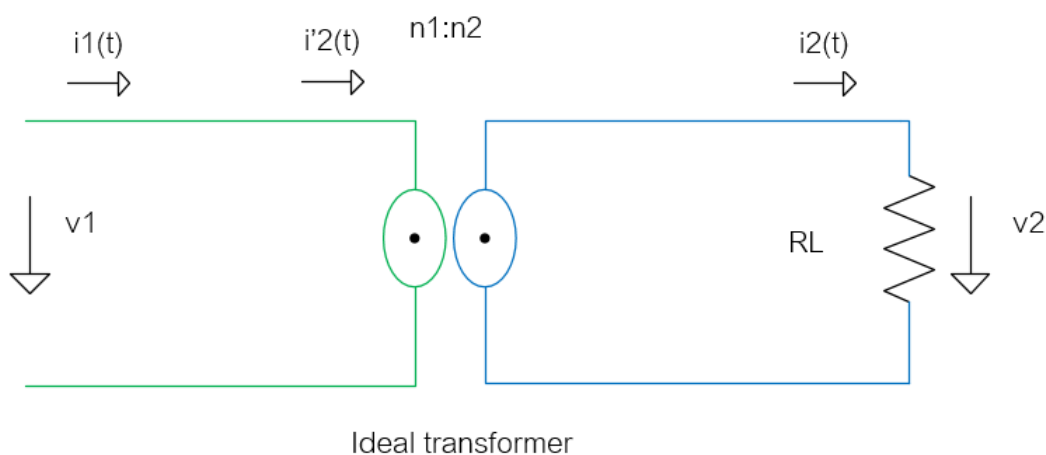 i1(t)
i'2(t)
n1:n2
i2(t)
v1
RL
v2
Ideal transformer